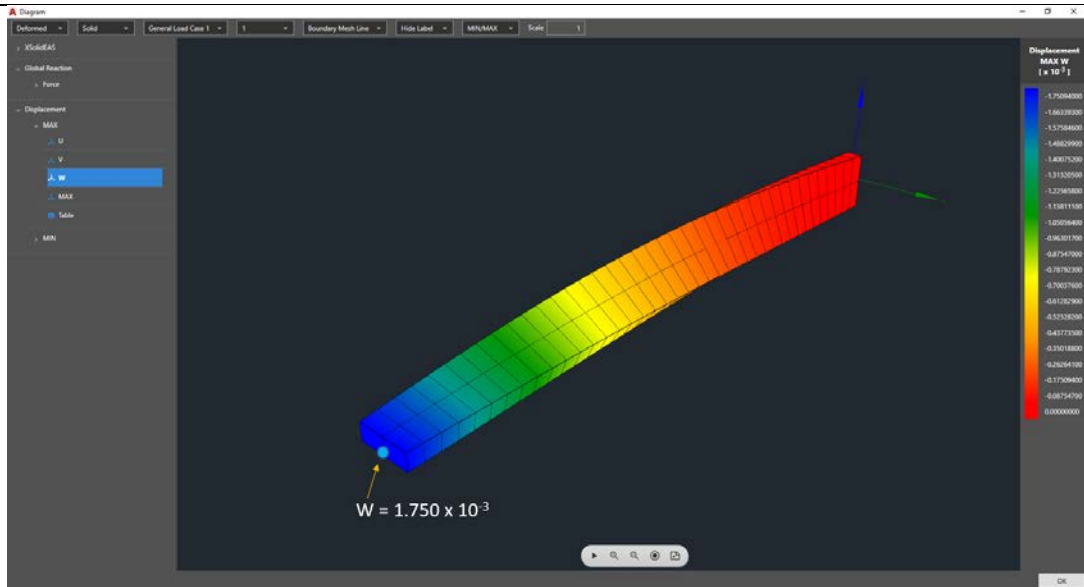 Diagram
Deformed Solid General Load Case 1 1 Boundary Mesh Line Hide Label MIN/MAX Scale 1
XSolidEAS
Global Reaction
Force
Displacement
MAX
U
V
W
MAX
Table
MIN
Displacement
MAX W
[ x 10-3 ]
-1.75094000
-1.66339300
-1.57584600
-1.48829900
-1.40075200
-1.31320500
-1.22565800
-1.13811100
-1.05056400
-0.96301700
-0.87547000
-0.78792300
-0.70037600
-0.61282900
-0.52528200
-0.43773500
-0.35018800
-0.26264100
-0.17509400
-0.08754700
0.00000000
W = 1.750 x 10-3
OK